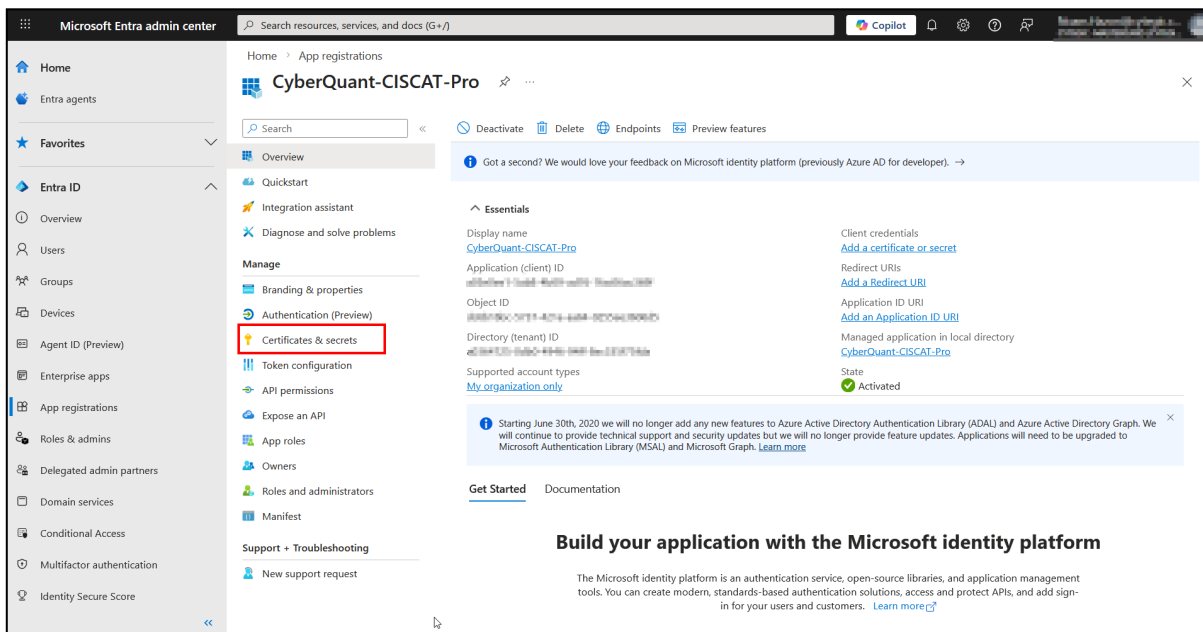 Microsoft Entra admin center
Search resources, services, and docs (G+/)
Copilot
Home
Entra agents
Favorites
Entra ID
Overview
Users
Groups
Devices
Agent ID (Preview)
Enterprise apps
App registrations
Roles & admins
Delegated admin partners
Domain services
Conditional Access
Multifactor authentication
Identity Secure Score
Home > App registrations
CyberQuant-CISCAT-Pro
Search
Overview
Quickstart
Integration assistant
Diagnose and solve problems
Manage
Branding & properties
Authentication (Preview)
Certificates & secrets
Token configuration
API permissions
Expose an API
App roles
Owners
Roles and administrators
Manifest
Support + Troubleshooting
New support request
Deactivate Delete Endpoints Preview features
Got a second? We would love your feedback on Microsoft identity platform (previously Azure AD for developer). →
Essentials
Display name
CyberQuant-CISCAT-Pro
Application (client) ID
Object ID
Directory (tenant) ID
Supported account types
My organization only
Client credentials
Add a certificate or secret
Redirect URIs
Add a Redirect URI
Application ID URI
Add an Application ID URI
Managed application in local directory
CyberQuant-CISCAT-Pro
State
Activated
Starting June 30th, 2020 we will no longer add any new features to Azure Active Directory Authentication Library (ADAL) and Azure Active Directory Graph. We
will continue to provide technical support and security updates but we will no longer provide feature updates. Applications will need to be upgraded to
Microsoft Authentication Library (MSAL) and Microsoft Graph. Learn more
Get Started Documentation
Build your application with the Microsoft identity platform
The Microsoft identity platform is an authentication service, open-source libraries, and application management
tools. You can create modern, standards-based authentication solutions, access and protect APIs, and add sign-
in for your users and customers. Learn more